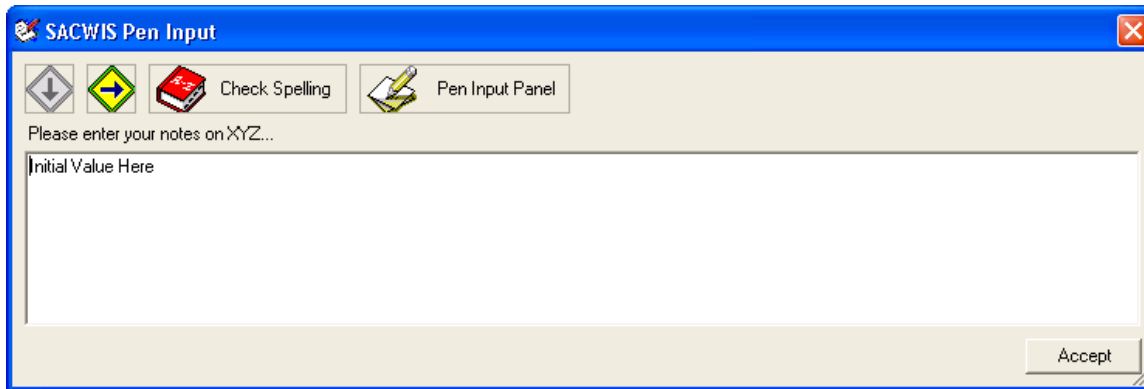 SACWIS Pen Input
A-Z Check Spelling Pen Input Panel
Please enter your notes on XYZ...
Initial Value Here
Accept